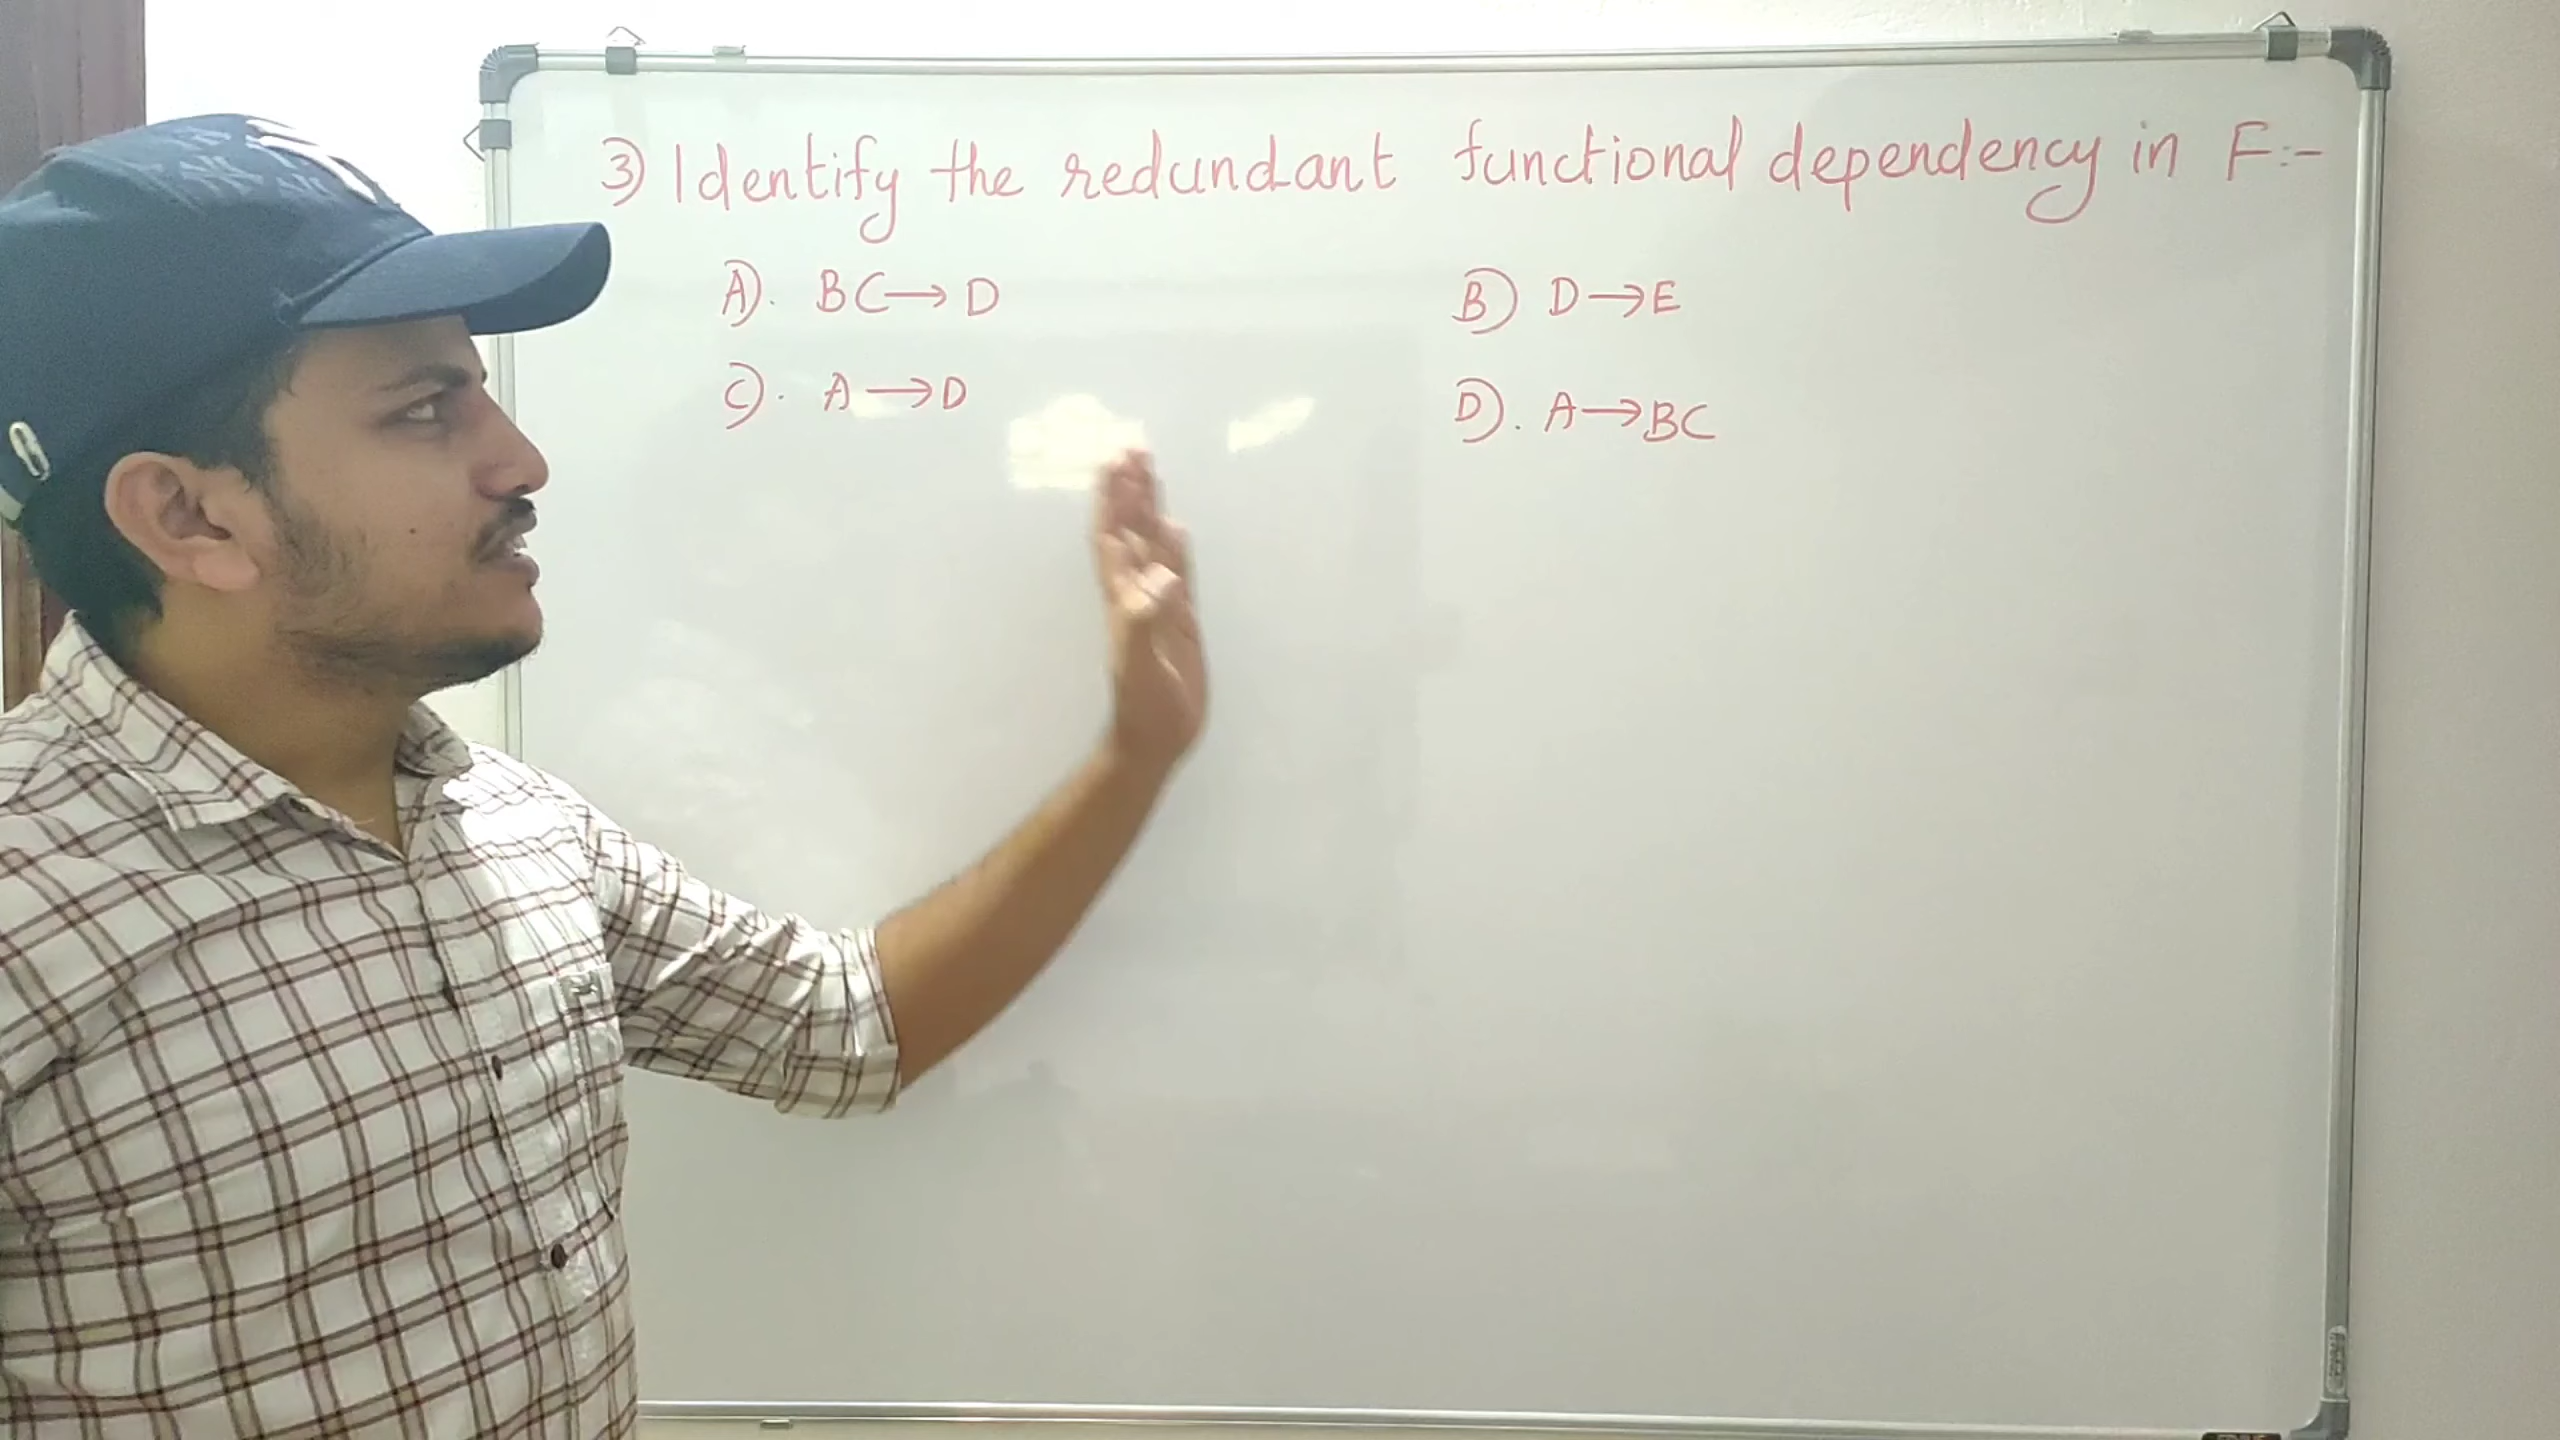 3) Identify the redundant functional dependency in F:-
A). BC→D B) D→E
C). A→D D). A→BC